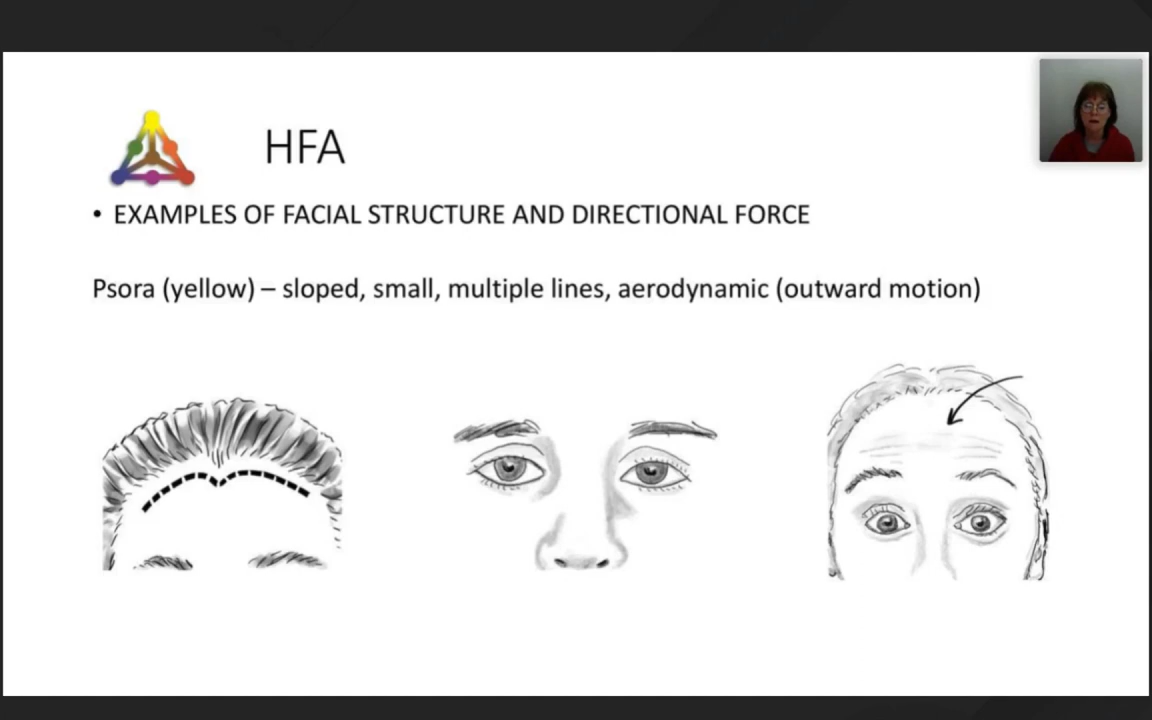 HFA
• EXAMPLES OF FACIAL STRUCTURE AND DIRECTIONAL FORCE
Psora (yellow) – sloped, small, multiple lines, aerodynamic (outward motion)